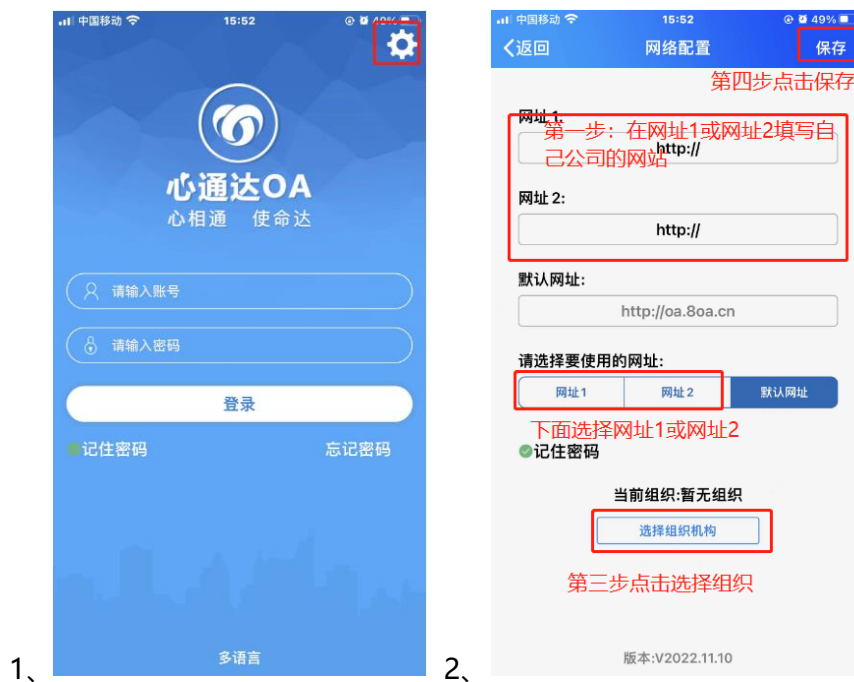 中国移动 15:52 49%
心通达OA
心相通 使命达
请输入账号
请输入密码
登录
记住密码 忘记密码
多语言
1、
中国移动 15:52 49%
返回 网络配置 保存
第四步点击保存
网址 1:
第一步：在网址1或网址2填写自
http://
己公司的网站
网址 2:
http://
默认网址:
http://oa.8oa.cn
请选择要使用的网址:
网址 1 网址 2 默认网址
下面选择网址1或网址2
记住密码
当前组织:暂无组织
选择组织机构
第三步点击选择组织
版本:V2022.11.10
2、